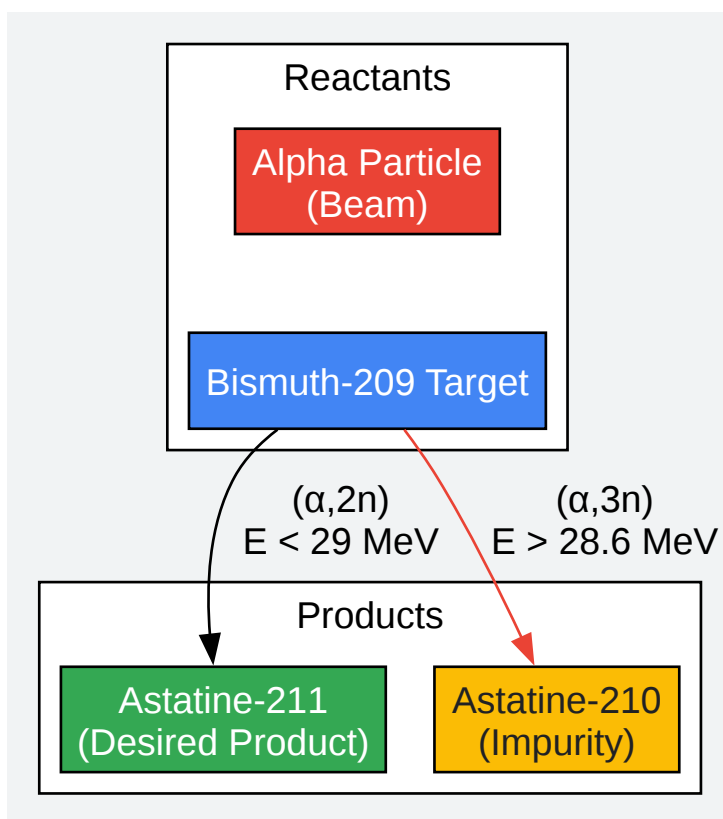 Reactants
Alpha Particle
(Beam)
Bismuth-209 Target
(α,2n)
E < 29 MeV
(α,3n)
E > 28.6 MeV
Products
Astatine-211
(Desired Product)
Astatine-210
(Impurity)